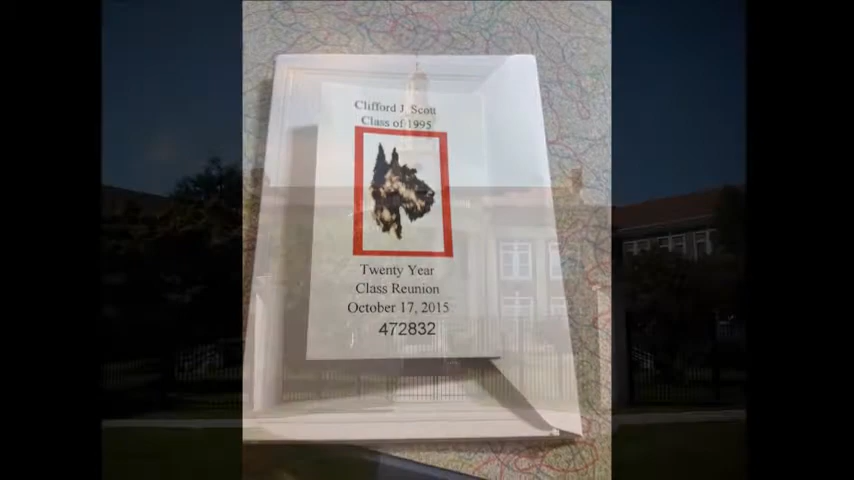 Clifford J. Scott
Class of 1995
Twenty Year
Class Reunion
October 17, 2015
472832